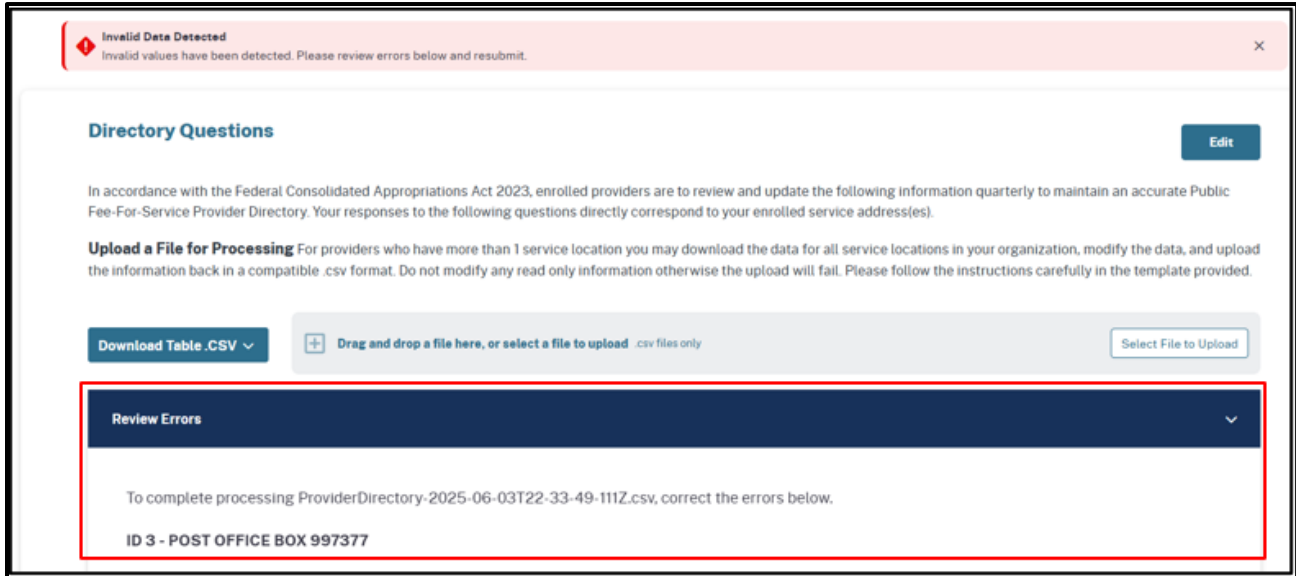 Invalid Data Detected
Invalid values have been detected. Please review errors below and resubmit.
Directory Questions
Edit
In accordance with the Federal Consolidated Appropriations Act 2023, enrolled providers are to review and update the following information quarterly to maintain an accurate Public
Fee-For-Service Provider Directory. Your responses to the following questions directly correspond to your enrolled service address(es).
Upload a File for Processing For providers who have more than 1 service location you may download the data for all service locations in your organization, modify the data, and upload
the information back in a compatible .csv format. Do not modify any read only information otherwise the upload will fail. Please follow the instructions carefully in the template provided.
Download Table .CSV
Drag and drop a file here, or select a file to upload .csv files only
Select File to Upload
Review Errors
To complete processing ProviderDirectory-2025-06-03T22-33-49-111Z.csv, correct the errors below.
ID 3 - POST OFFICE BOX 997377